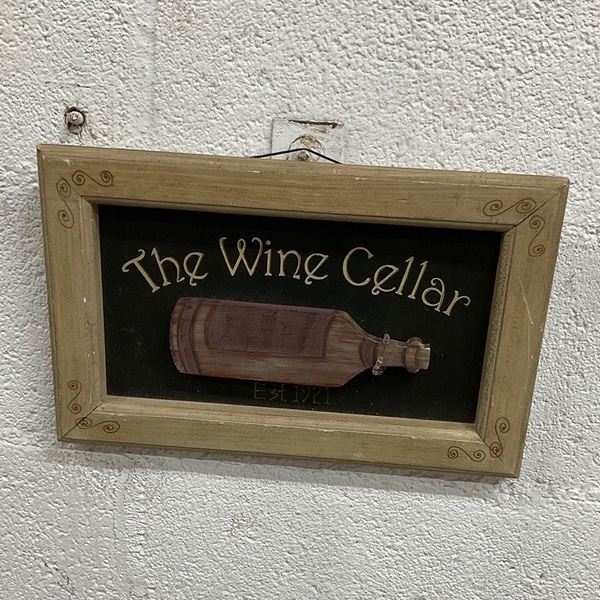 The Wine Cellar
Est. 1921